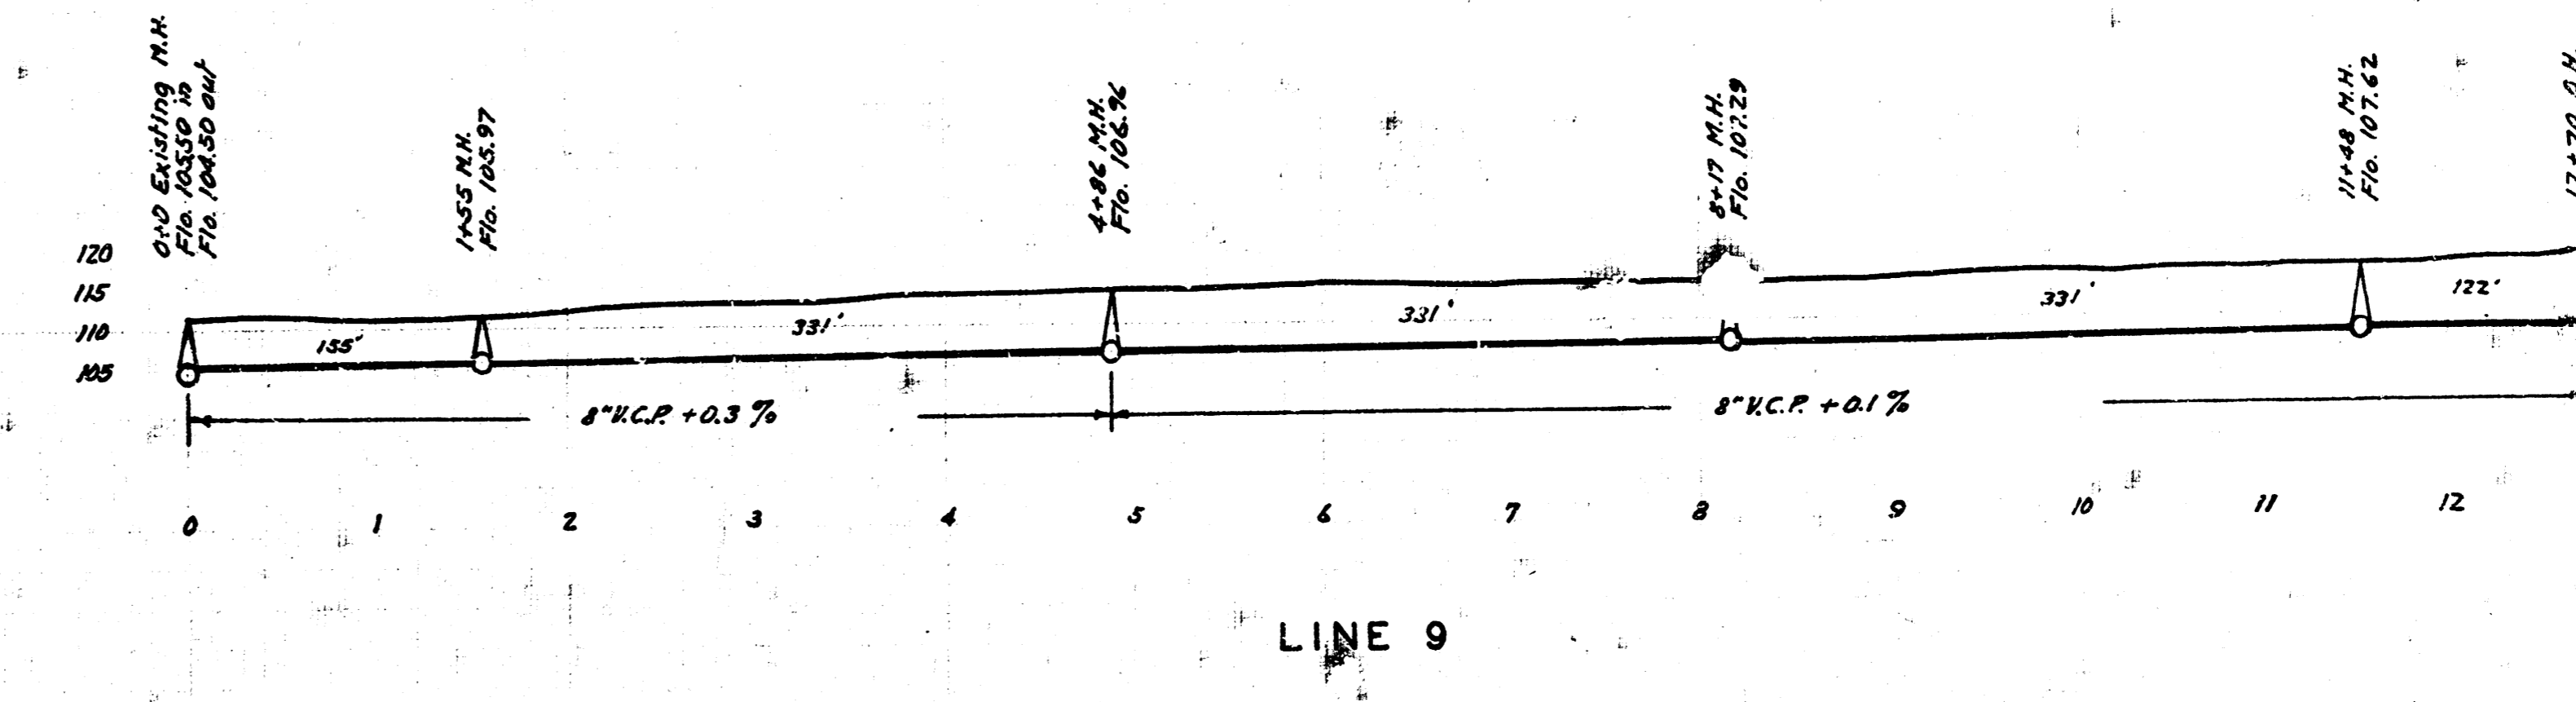 0+0 Existing M.H.
Flo. 105.50 in
Flo. 104.50 out
1+55 M.H.
Flo. 105.97
4+86 M.H.
Flo. 106.96
8+17 M.H.
Flo. 107.29
11+48 M.H.
Flo. 107.62
120
115
110
105
155'
331'
331'
331'
122'
8" V.C.P. +0.3 %
8" V.C.P. +0.1 %
0 1 2 3 4 5 6 7 8 9 10 11 12
LINE 9